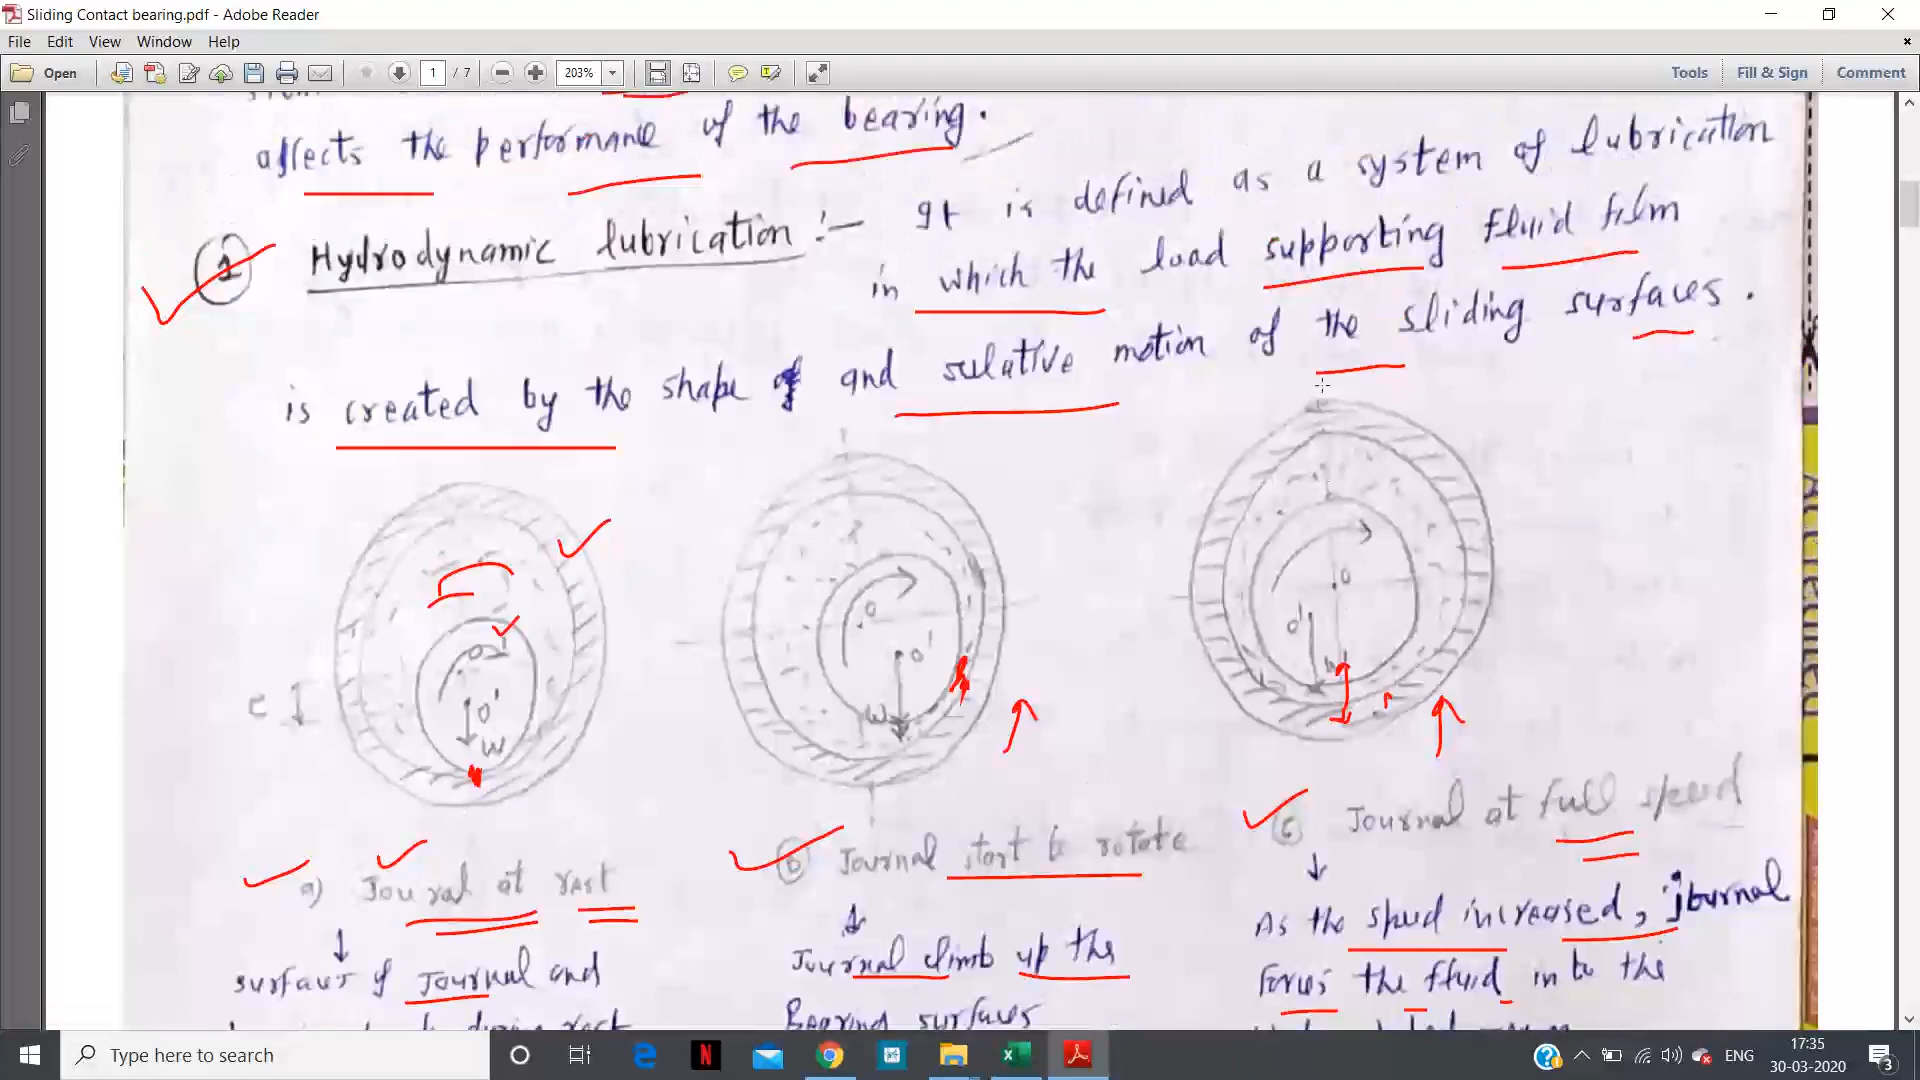 Sliding Contact bearing.pdf - Adobe Reader
File Edit View Window Help
Open 1 / 7 203% Tools Fill & Sign Comment
affects the performance of the bearing.
1 Hydrodynamic lubrication :- It is defined as a system of lubrication
in which the load supporting fluid film
is created by the shape of and relative motion of the sliding surfaces.
O
O'
W
e
O
O'
W
O
O'
W
a) Joural at rest
b Journal start to rotate
c Journal at full speed
surfaces of Journal and
Journal climb up the
Bearing surfaces
As the speed increased, journal
Forces the fluid in to the
Type here to search
ENG
17:35
30-03-2020
3